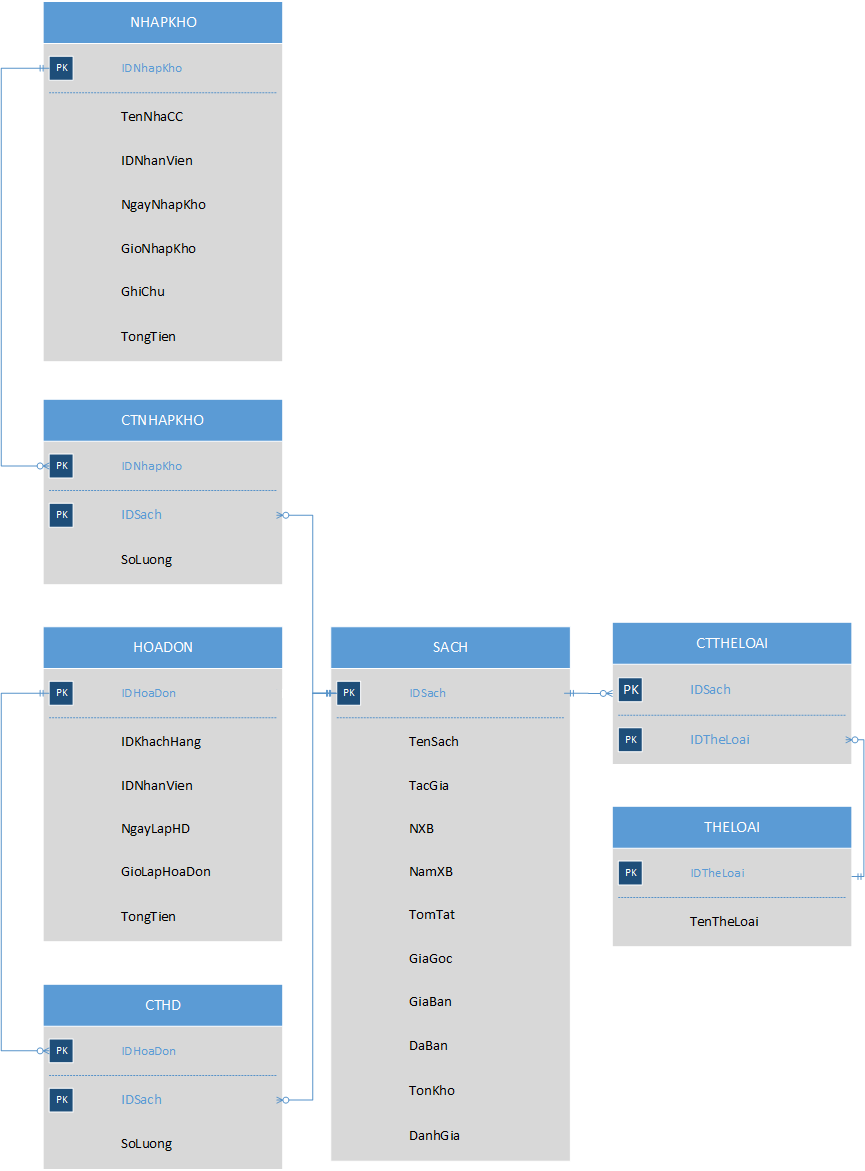 NHAPKHO
PK IDNhapKho
TenNhaCC
IDNhanVien
NgayNhapKho
GioNhapKho
GhiChu
TongTien
CTNHAPKHO
PK IDNhapKho
PK IDSach
SoLuong
HOADON
PK IDHoaDon
IDKhachHang
IDNhanVien
NgayLapHD
GioLapHoaDon
TongTien
CTHD
PK IDHoaDon
PK IDSach
SoLuong
SACH
PK IDSach
TenSach
TacGia
NXB
NamXB
TomTat
GiaGoc
GiaBan
DaBan
TonKho
DanhGia
CTTHELOAI
PK IDSach
PK IDTheLoai
THELOAI
PK IDTheLoai
TenTheLoai